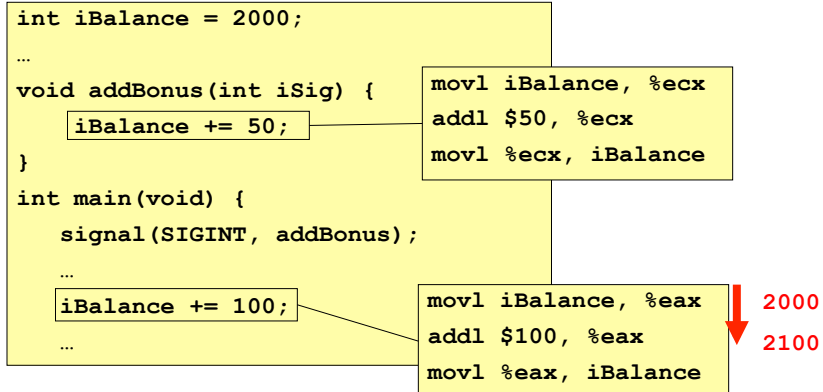 int iBalance = 2000;
…
void addBonus(int iSig) {
iBalance += 50;
}
int main(void) {
signal(SIGINT, addBonus);
…
iBalance += 100;
…
movl iBalance, %ecx
addl $50, %ecx
movl %ecx, iBalance
movl iBalance, %eax 2000
addl $100, %eax 2100
movl %eax, iBalance